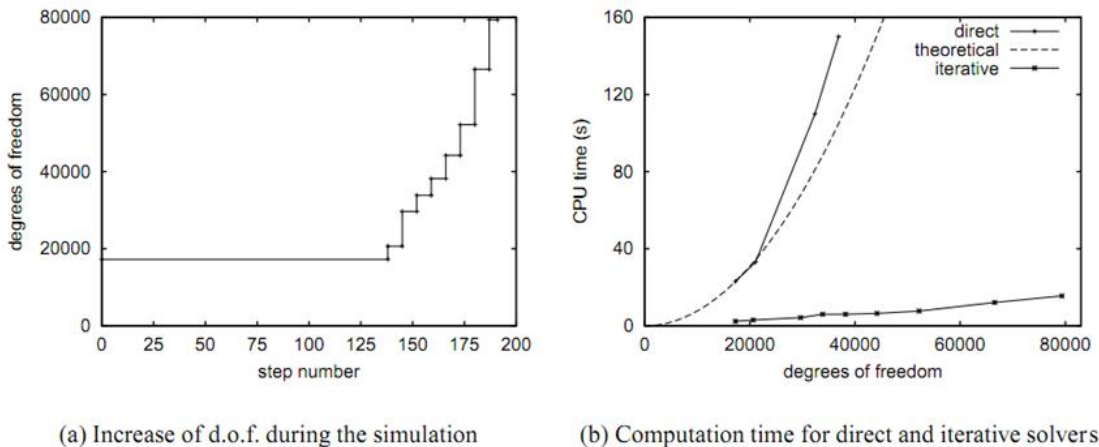 80000
60000
40000
20000
0
degrees of freedom
0 25 50 75 100 125 150 175 200
step number
(a) Increase of d.o.f. during the simulation
160
120
80
40
0
CPU time (s)
direct
theoretical
iterative
0 20000 40000 60000 80000
degrees of freedom
(b) Computation time for direct and iterative solvers